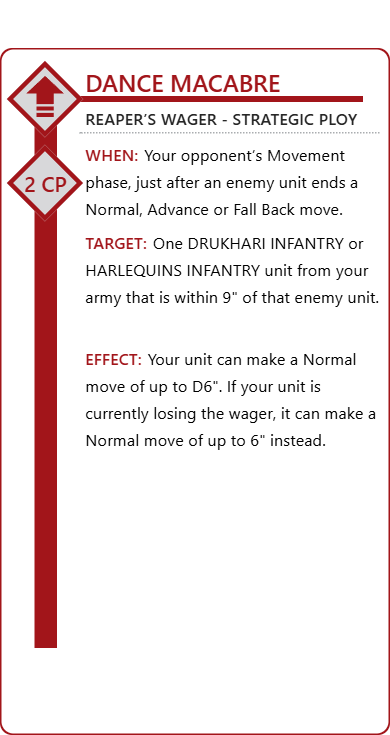 DANCE MACABRE
REAPER’S WAGER - STRATEGIC PLOY
2 CP
WHEN: Your opponent’s Movement
phase, just after an enemy unit ends a
Normal, Advance or Fall Back move.
TARGET: One DRUKHARI INFANTRY or
HARLEQUINS INFANTRY unit from your
army that is within 9" of that enemy unit.
EFFECT: Your unit can make a Normal
move of up to D6". If your unit is
currently losing the wager, it can make a
Normal move of up to 6" instead.